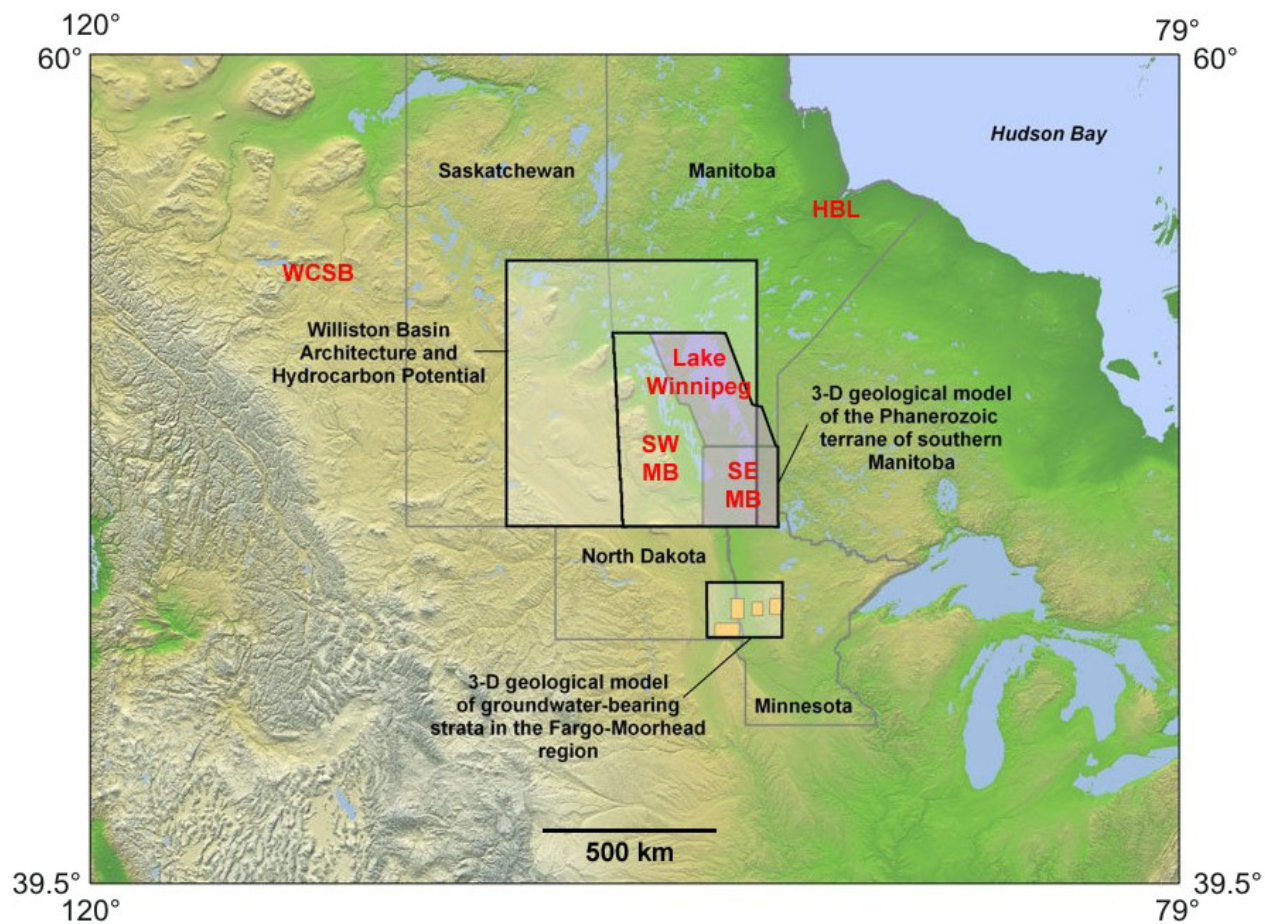 120°
79°
60°
60°
Hudson Bay
Saskatchewan
Manitoba
HBL
WCSB
Williston Basin
Architecture and
Hydrocarbon Potential
Lake
Winnipeg
3-D geological model
of the Phanerozoic
terrane of southern
Manitoba
SW
MB
SE
MB
North Dakota
3-D geological model
of groundwater-bearing
strata in the Fargo-Moorhead
region
Minnesota
500 km
39.5°
39.5°
120°
79°